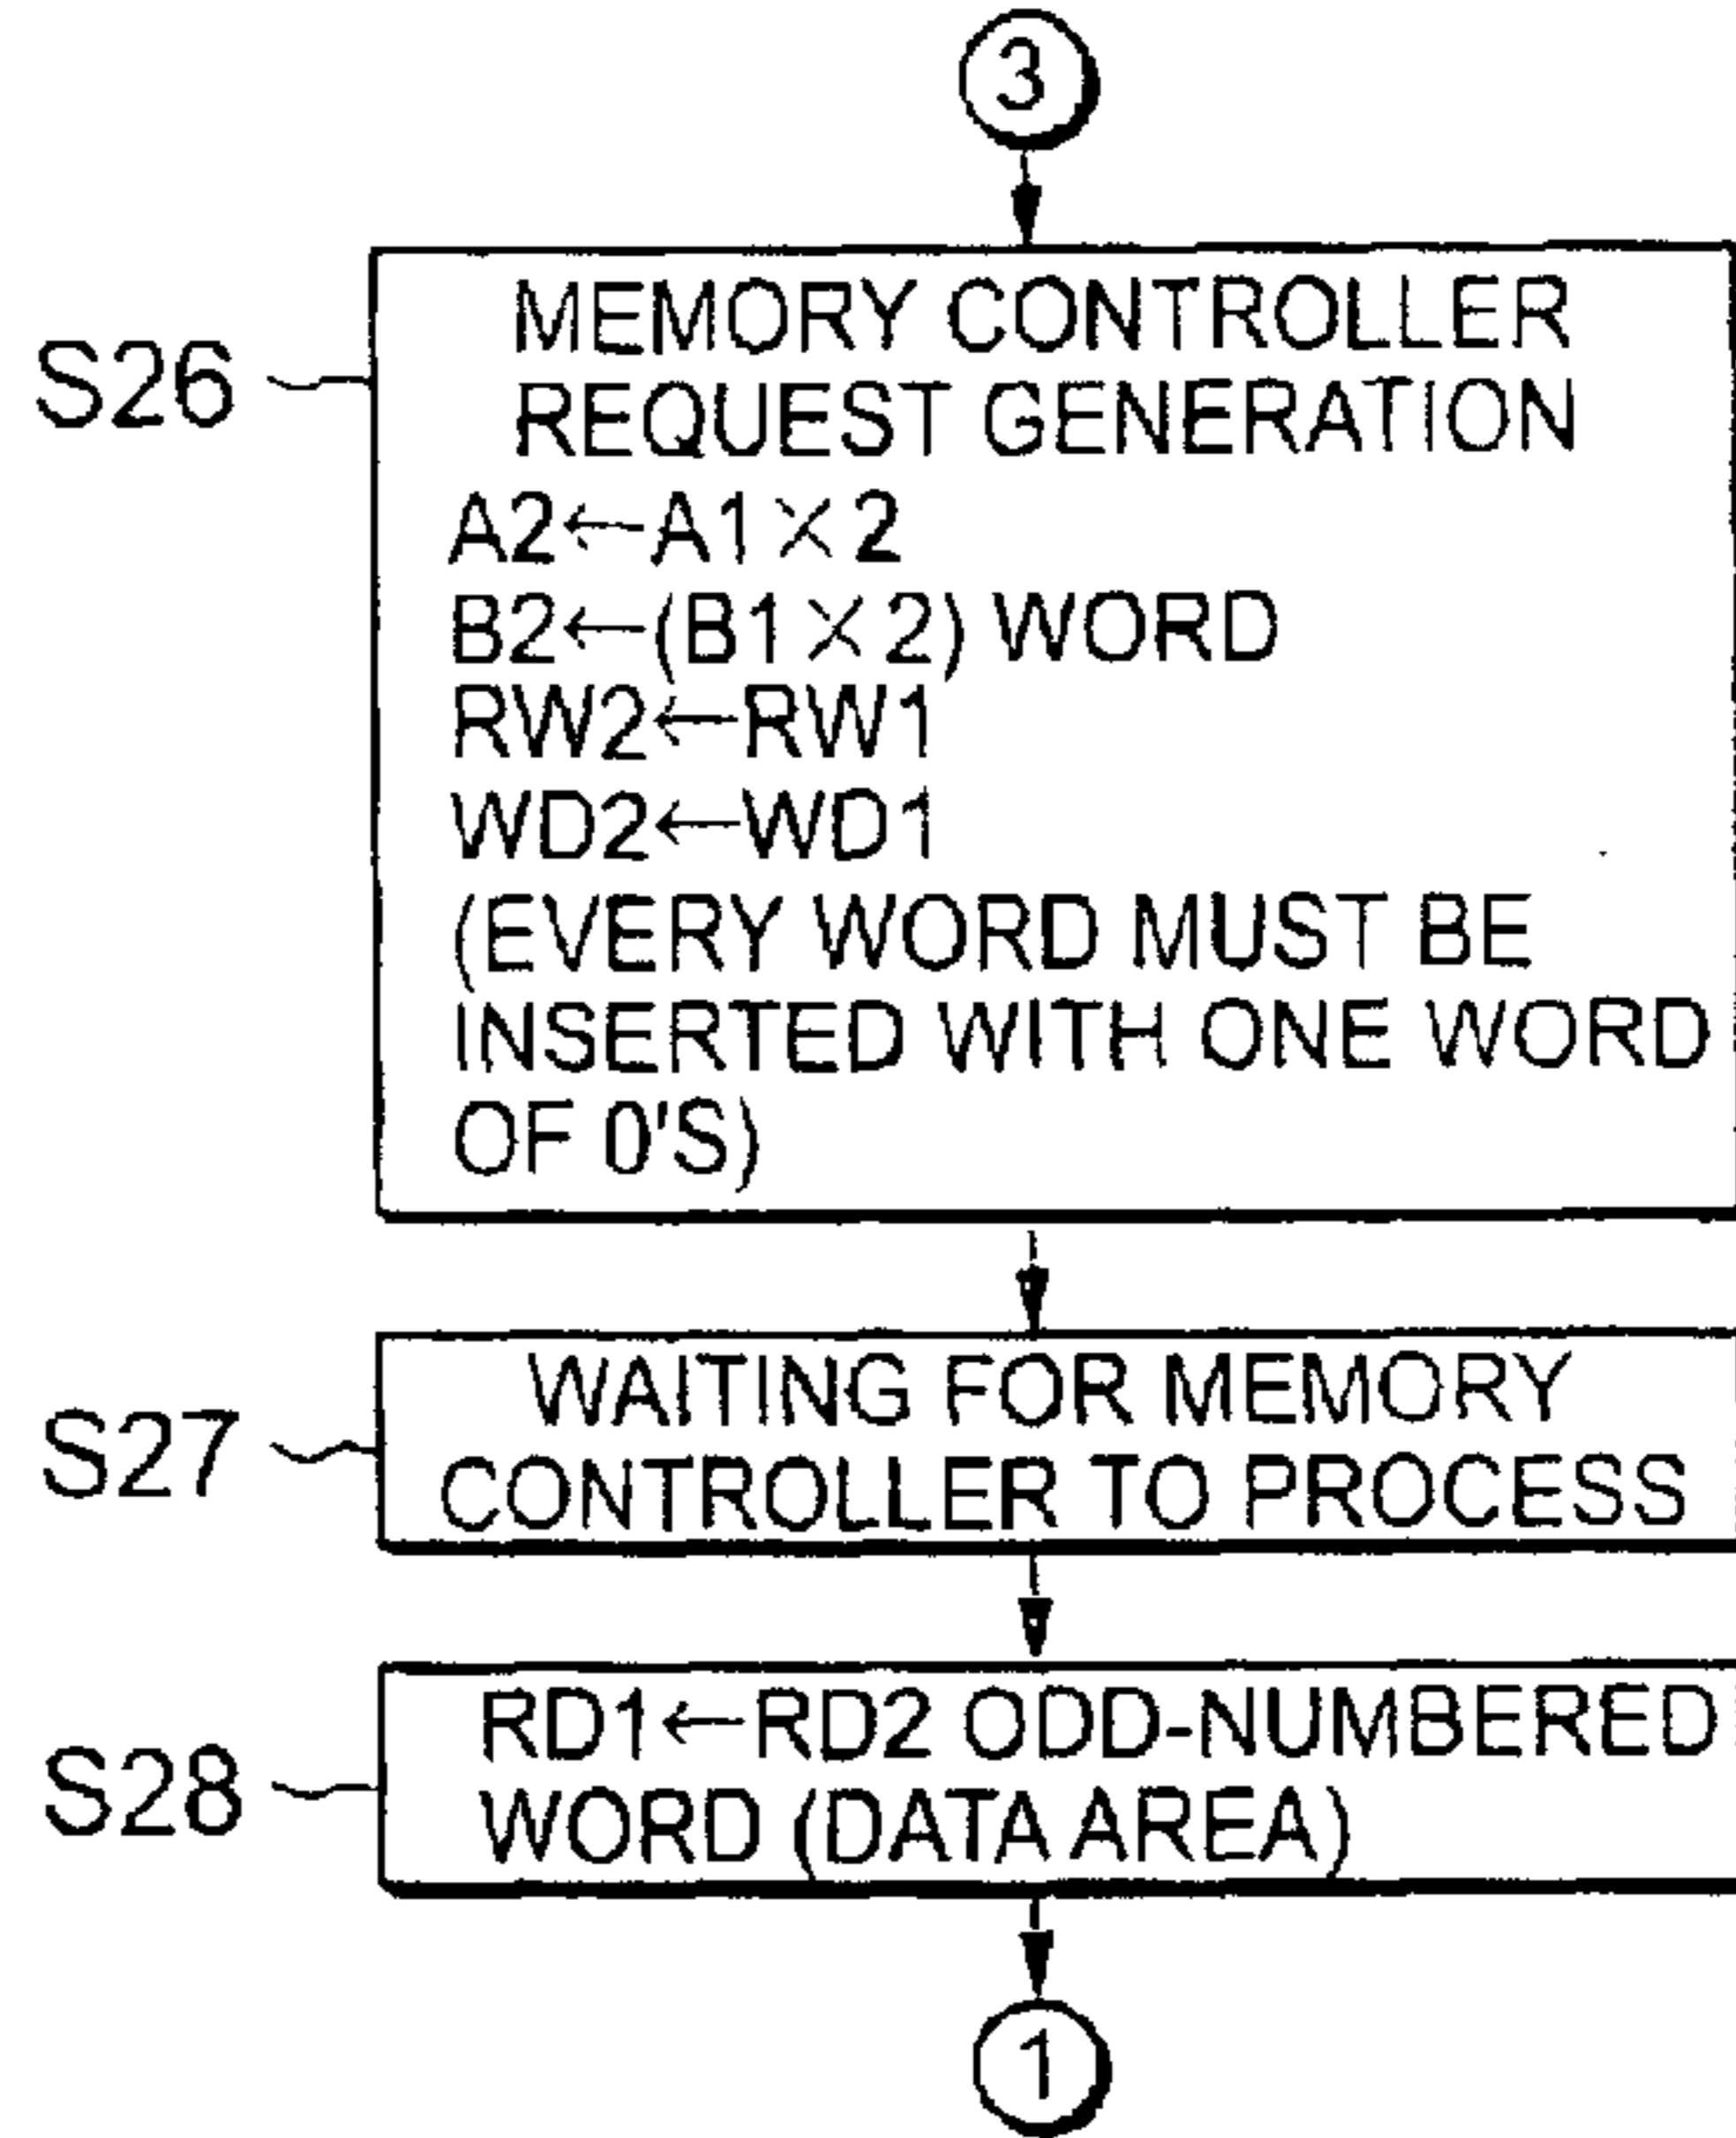 3
S26
MEMORY CONTROLLER
REQUEST GENERATION
A2←A1×2
B2←(B1×2) WORD
RW2←RW1
WD2←WD1
(EVERY WORD MUST BE
INSERTED WITH ONE WORD
OF 0'S)
S27
WAITING FOR MEMORY
CONTROLLER TO PROCESS
S28
RD1←RD2 ODD-NUMBERED
WORD (DATA AREA)
1